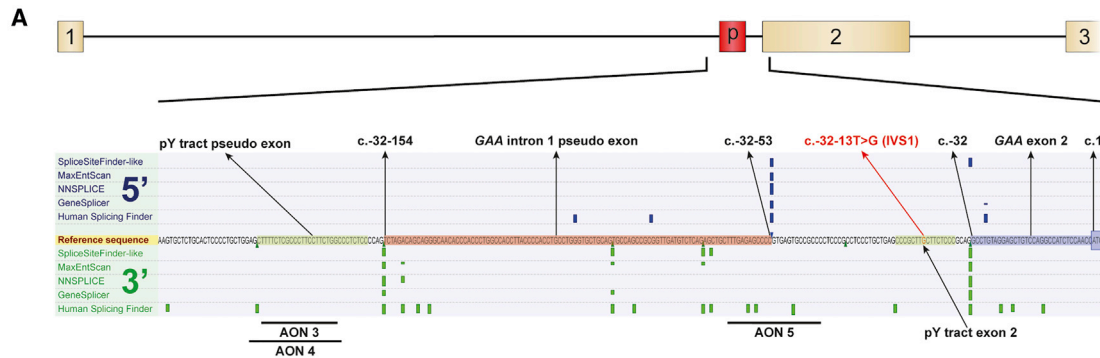 A
1
p
2
3
pY tract pseudo exon
c.-32-154
GAA intron 1 pseudo exon
c.-32-53
c.-32-13T>G (IVS1)
c.-32
GAA exon 2
c.1
5'
SpliceSiteFinder-like
MaxEntScan
NNSPLICE
GeneSplicer
Human Splicing Finder
Reference sequence
3'
SpliceSiteFinder-like
MaxEntScan
NNSPLICE
GeneSplicer
Human Splicing Finder
AON 3
AON 4
AON 5
pY tract exon 2